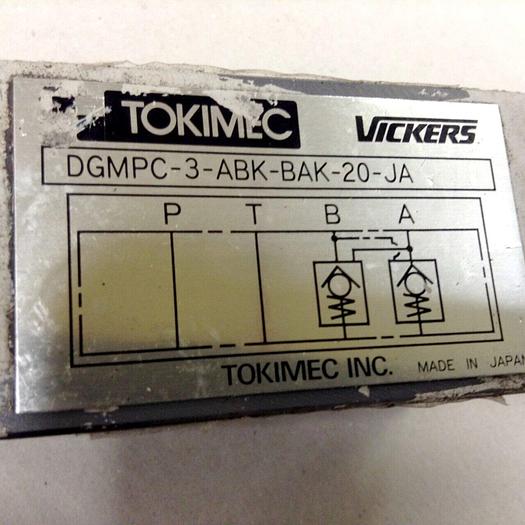 TOKIMEC VICKERS
DGMPC-3-ABK-BAK-20-JA
P T B A
TOKIMEC INC. MADE IN JAPAN